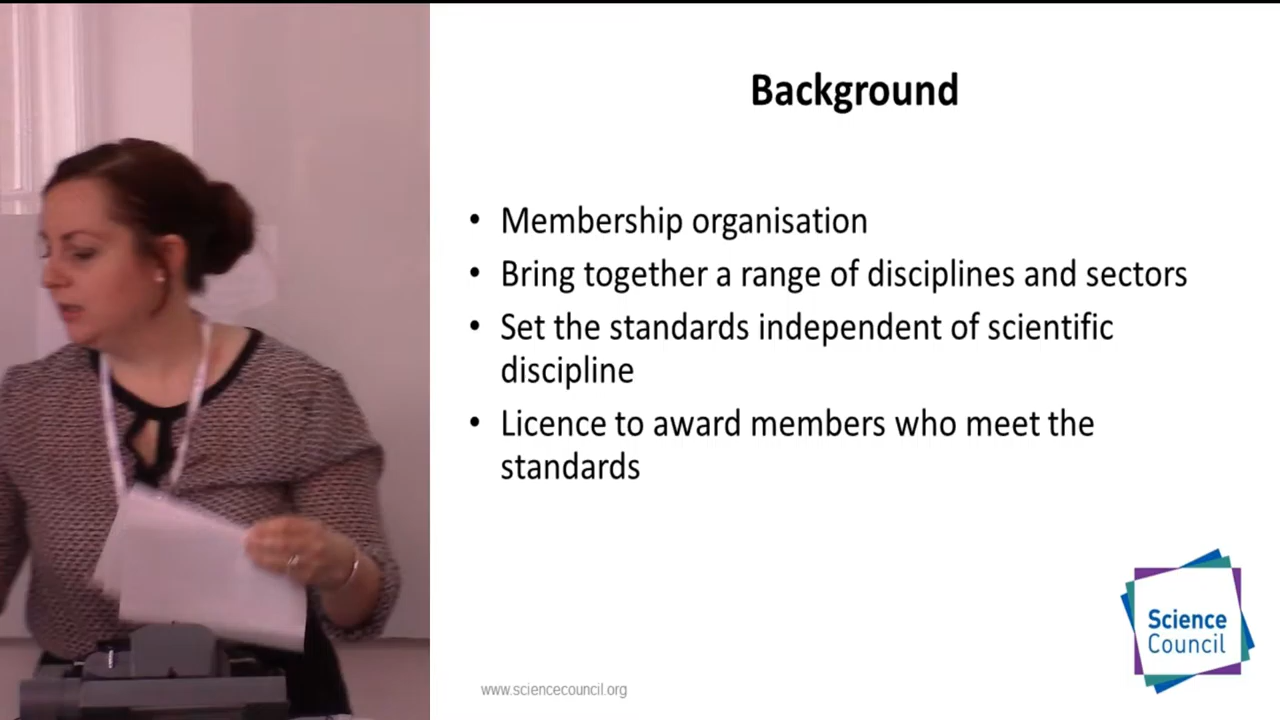 Background
• Membership organisation
• Bring together a range of disciplines and sectors
• Set the standards independent of scientific
discipline
• Licence to award members who meet the
standards
Science
Council
www.sciencecouncil.org